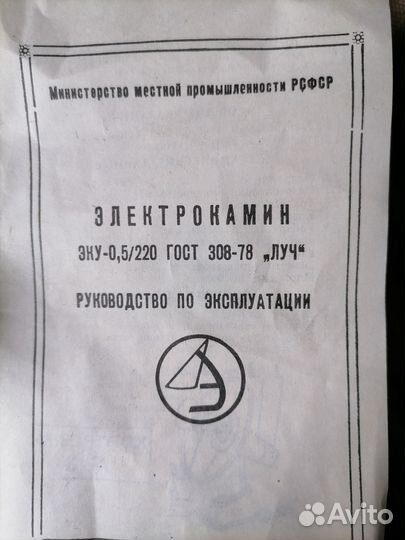 Министерство местной промышленности РСФСР
ЭЛЕКТРОКАМИН
ЭКУ-0,5/220 ГОСТ 308-78 „ЛУЧ“
РУКОВОДСТВО ПО ЭКСПЛУАТАЦИИ
Avito